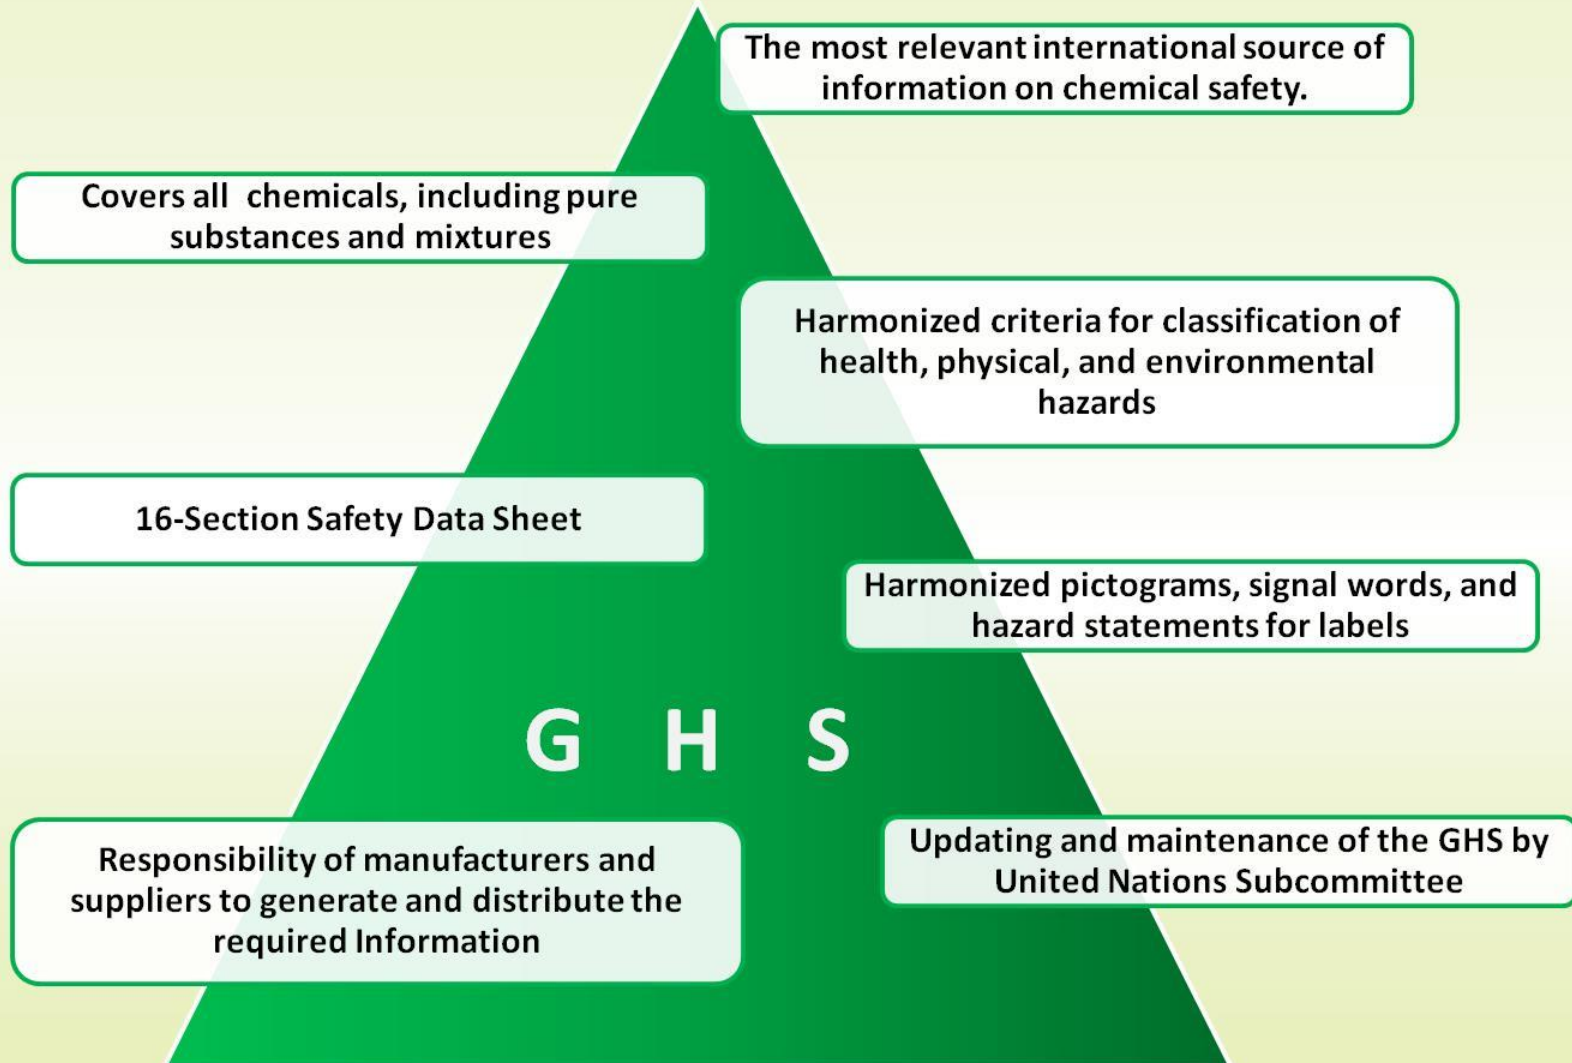 The most relevant international source of
information on chemical safety.
Covers all chemicals, including pure
substances and mixtures
Harmonized criteria for classification of
health, physical, and environmental
hazards
16-Section Safety Data Sheet
Harmonized pictograms, signal words, and
hazard statements for labels
G H S
Responsibility of manufacturers and
suppliers to generate and distribute the
required Information
Updating and maintenance of the GHS by
United Nations Subcommittee